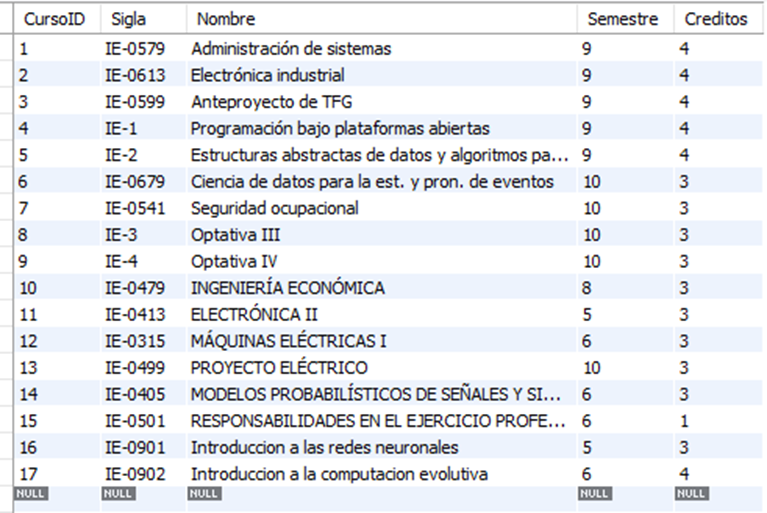 CursoID Sigla Nombre Semestre Creditos
1 IE-0579 Administración de sistemas 9 4
2 IE-0613 Electrónica industrial 9 4
3 IE-0599 Anteproyecto de TFG 9 4
4 IE-1 Programación bajo plataformas abiertas 9 4
5 IE-2 Estructuras abstractas de datos y algoritmos pa... 9 4
6 IE-0679 Ciencia de datos para la est. y pron. de eventos 10 3
7 IE-0541 Seguridad ocupacional 10 3
8 IE-3 Optativa III 10 3
9 IE-4 Optativa IV 10 3
10 IE-0479 INGENIERÍA ECONÓMICA 8 3
11 IE-0413 ELECTRÓNICA II 5 3
12 IE-0315 MÁQUINAS ELÉCTRICAS I 6 3
13 IE-0499 PROYECTO ELÉCTRICO 10 3
14 IE-0405 MODELOS PROBABILÍSTICOS DE SEÑALES Y SI... 6 3
15 IE-0501 RESPONSABILIDADES EN EL EJERCICIO PROFE... 6 1
16 IE-0901 Introduccion a las redes neuronales 5 3
17 IE-0902 Introduccion a la computacion evolutiva 6 4
NULL NULL NULL NULL NULL